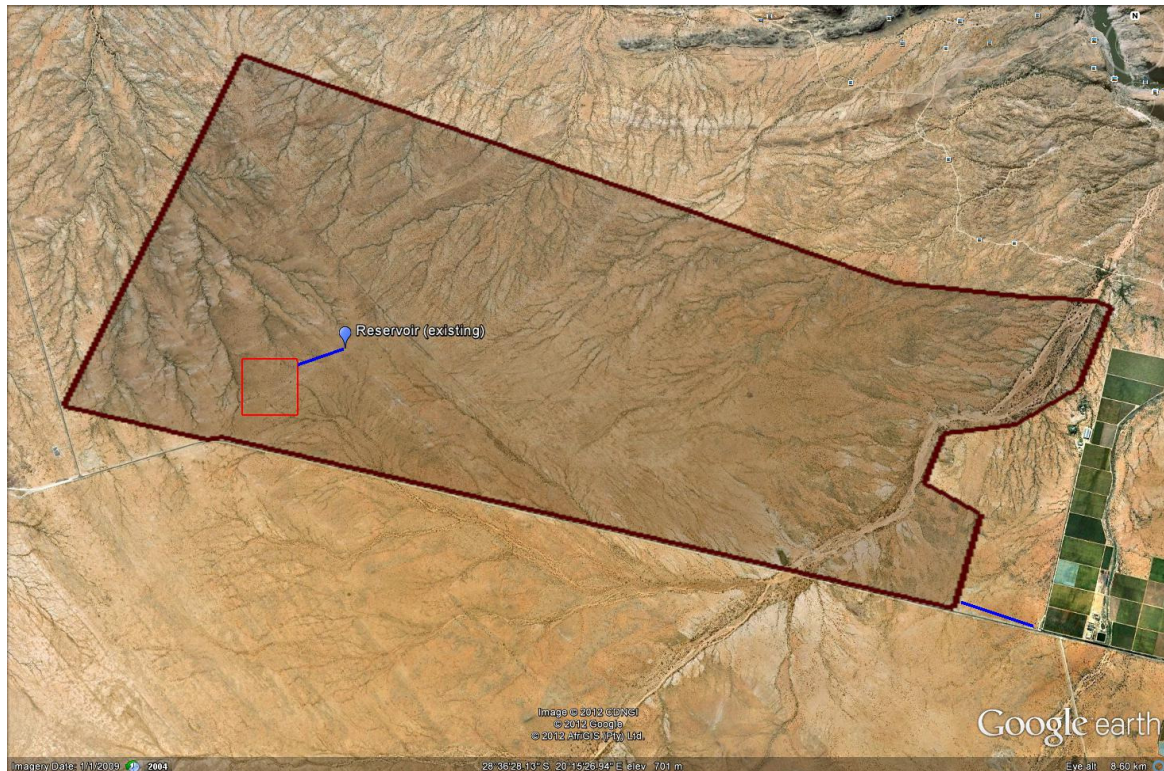 N
Reservoir (existing)
Image © 2012 CDNGI
© 2012 Google
© 2012 AfriGIS (Pty) Ltd.
Google earth
Imagery Date: 1/1/2009 2004
28°36'28.13" S 20°15'26.94" E elev 701 m
Eye alt 8.60 km